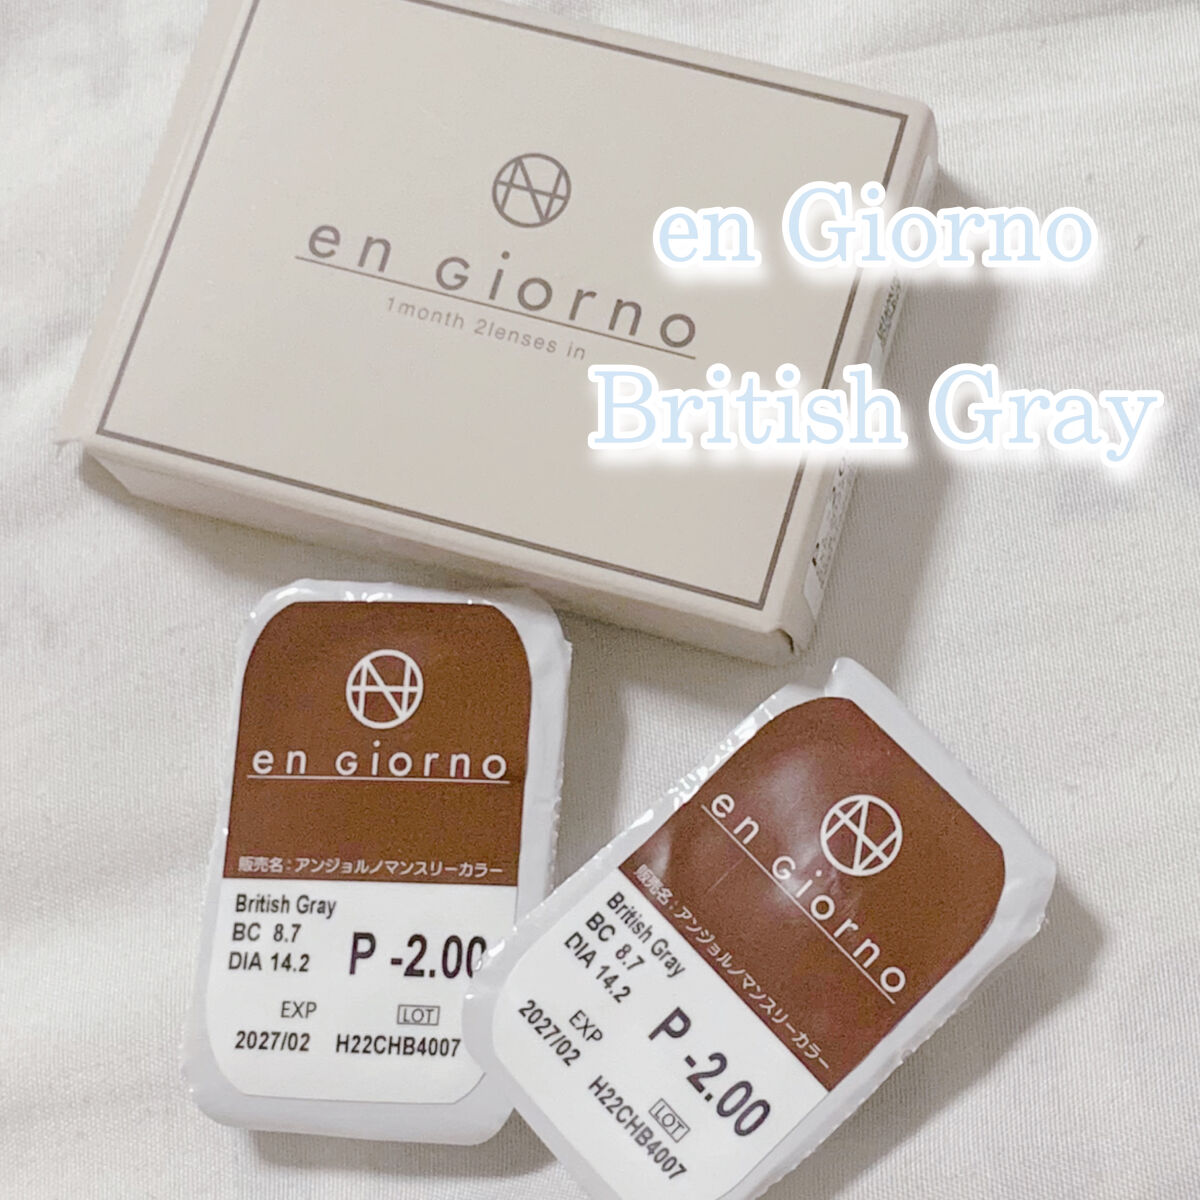 en Giorno
1month 2lenses in
en Giorno
British Gray
en Giorno
販売名:アンジョルノマンスリーカラー
British Gray
BC 8.7
DIA 14.2
P -2.00
EXP
LOT
2027/02
H22CHB4007
en Giorno
販売名:アンジョルノマンスリーカラー
British Gray
BC 8.7
DIA 14.2
P -2.00
EXP
LOT
2027/02
H22CHB4007